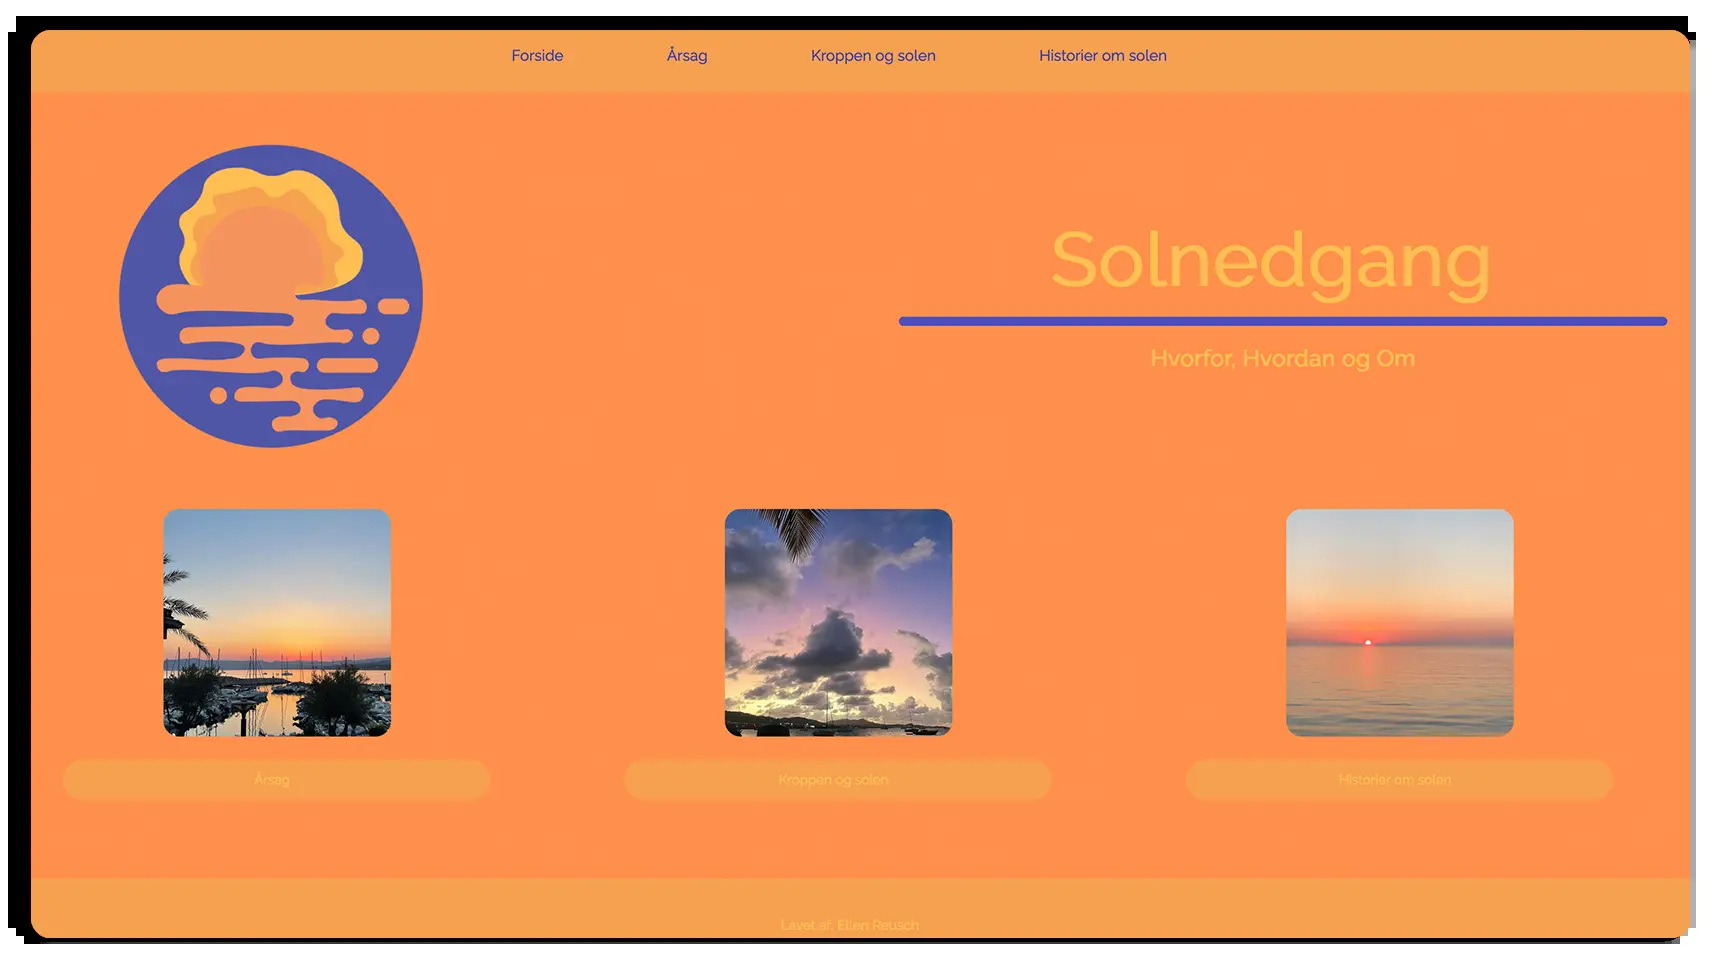 Forside
Årsag
Kroppen og solen
Historier om solen
Solnedgang
Hvorfor, Hvordan og Om
Årsag
Kroppen og solen
Historier om solen
Lavet af: Ellen Reusch